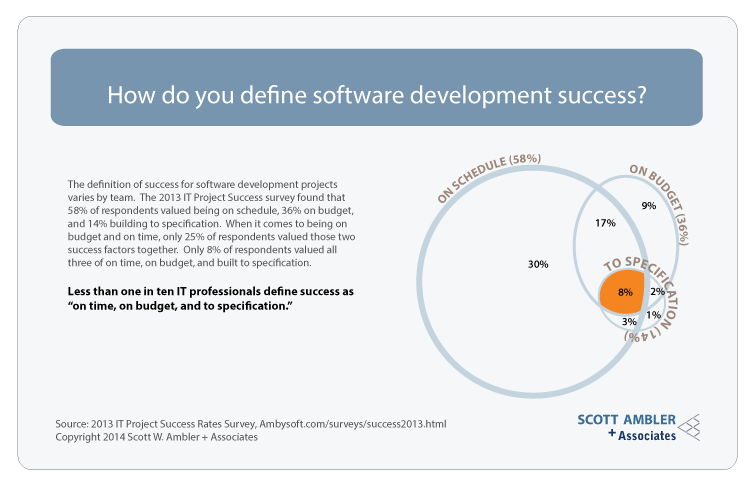 How do you define software development success?
The definition of success for software development projects
varies by team. The 2013 IT Project Success survey found that
58% of respondents valued being on schedule, 36% on budget,
and 14% building to specification. When it comes to being on
budget and on time, only 25% of respondents valued those two
success factors together. Only 8% of respondents valued all
three of on time, on budget, and built to specification.
Less than one in ten IT professionals define success as
“on time, on budget, and to specification.”
ON SCHEDULE (58%)
ON BUDGET (36%)
9%
17%
30%
TO SPECIFICATION (14%)
8%
2%
1%
3%
Source: 2013 IT Project Success Rates Survey, Ambysoft.com/surveys/success2013.html
Copyright 2014 Scott W. Ambler + Associates
SCOTT AMBLER
+ Associates